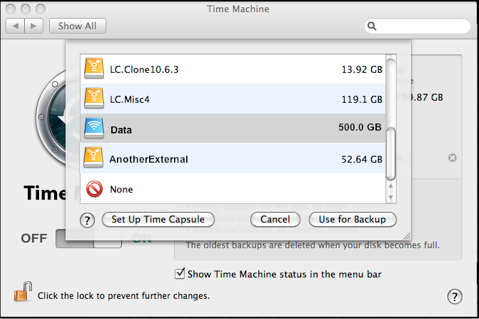 Time Machine
Show All
LC.Clone10.6.3 13.92 GB
LC.Misc4 119.1 GB
9.87 GB
Data 500.0 GB
AnotherExternal 52.64 GB
None
Time
Set Up Time Capsule Cancel Use for Backup
OFF ON
The oldest backups are deleted when your disk becomes full.
Show Time Machine status in the menu bar
Click the lock to prevent further changes.